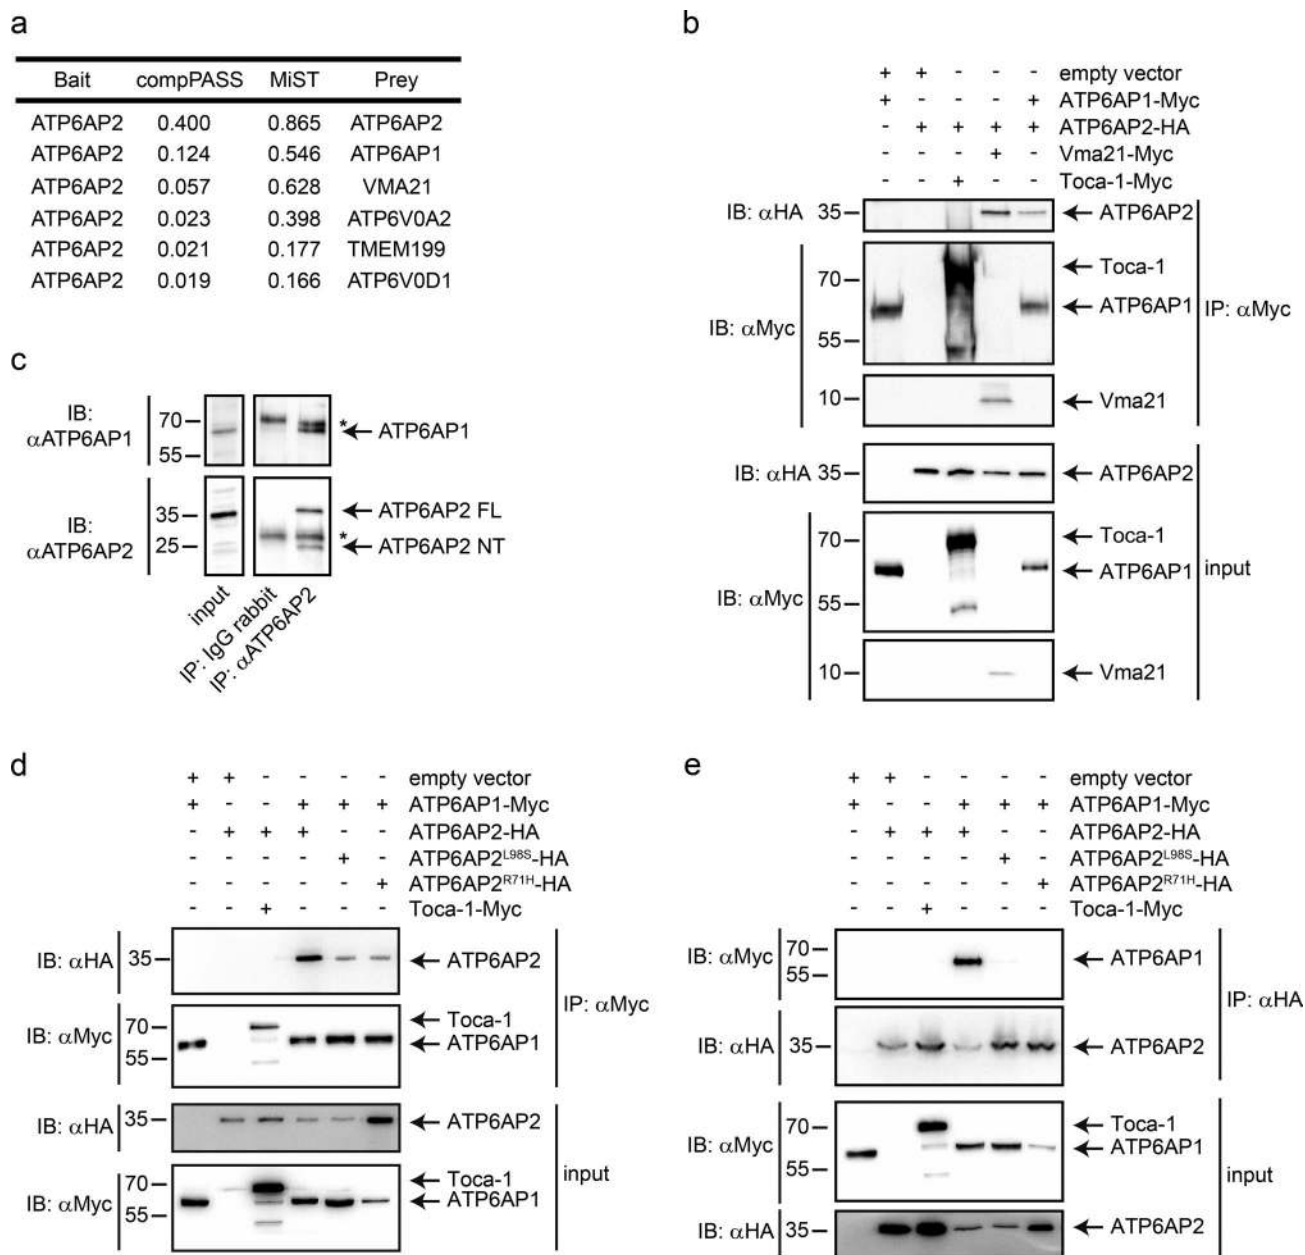 a
Bait compPASS MiST Prey
ATP6AP2 0.400 0.865 ATP6AP2
ATP6AP2 0.124 0.546 ATP6AP1
ATP6AP2 0.057 0.628 VMA21
ATP6AP2 0.023 0.398 ATP6V0A2
ATP6AP2 0.021 0.177 TMEM199
ATP6AP2 0.019 0.166 ATP6V0D1
b
+ + - - - empty vector
+ - - - + ATP6AP1-Myc
- + + + + ATP6AP2-HA
- - - + - Vma21-Myc
- - + - - Toca-1-Myc
IB: αHA 35 ATP6AP2
IB: αMyc 70 55 Toca-1
ATP6AP1
10 Vma21
IP: αMyc
IB: αHA 35 ATP6AP2
IB: αMyc 70 55 Toca-1
ATP6AP1
10 Vma21
input
c
IB: αATP6AP1 70 55 * ATP6AP1
IB: αATP6AP2 35 25 ATP6AP2 FL
* ATP6AP2 NT
input
IP: IgG rabbit
IP: αATP6AP2
d
+ + - - - - empty vector
+ - - + + + ATP6AP1-Myc
- + + + - - ATP6AP2-HA
- - - - + - ATP6AP2L98S-HA
- - - - - + ATP6AP2R71H-HA
- - + - - - Toca-1-Myc
IB: αHA 35 ATP6AP2
IB: αMyc 70 55 Toca-1
ATP6AP1
IP: αMyc
IB: αHA 35 ATP6AP2
IB: αMyc 70 55 Toca-1
ATP6AP1
input
e
+ + - - - - empty vector
+ - - + + + ATP6AP1-Myc
- + + + - - ATP6AP2-HA
- - - - + - ATP6AP2L98S-HA
- - - - - + ATP6AP2R71H-HA
- - + - - - Toca-1-Myc
IB: αMyc 70 55 ATP6AP1
IB: αHA 35 ATP6AP2
IP: αHA
IB: αMyc 70 55 Toca-1
ATP6AP1
IB: αHA 35 ATP6AP2
input